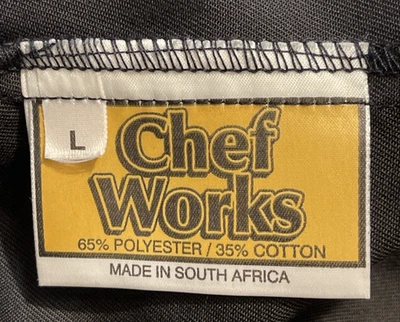 L
Chef
Works
65% POLYESTER / 35% COTTON
MADE IN SOUTH AFRICA